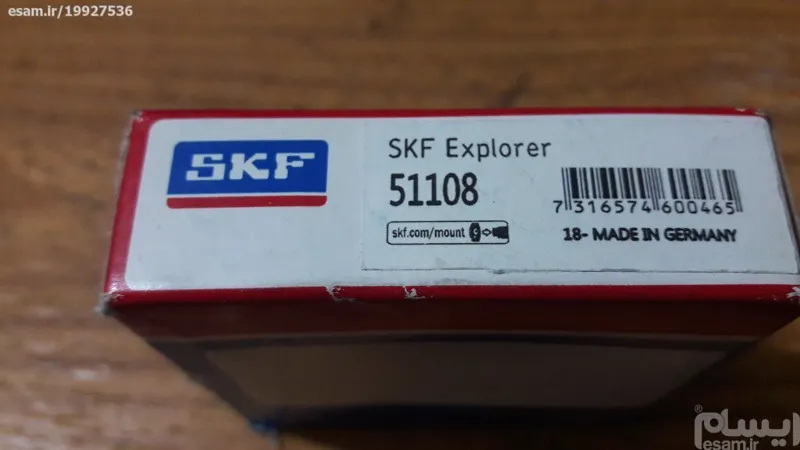 esam.ir/19927536
SKF
SKF Explorer
51108
skf.com/mount
7 316574 600465
18- MADE IN GERMANY
ایسام
esam.ir